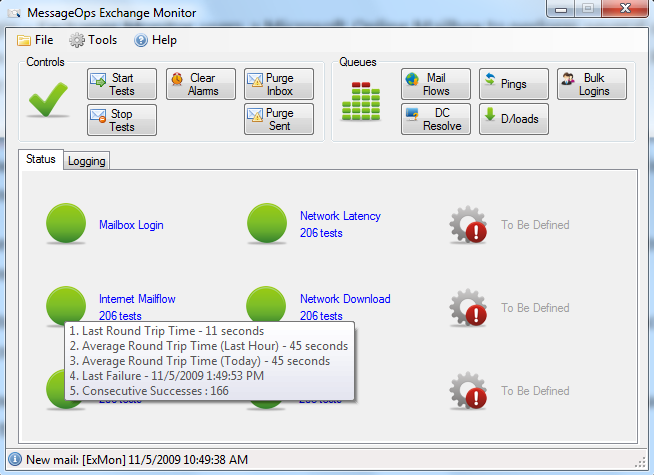 MessageOps Exchange Monitor
File Tools Help
Controls
Start Tests
Clear Alarms
Purge Inbox
Stop Tests
Purge Sent
Queues
Mail Flows
Pings
Bulk Logins
DC Resolve
D/loads
Status Logging
Mailbox Login
Network Latency
206 tests
To Be Defined
Internet Mailflow
206 tests
Network Download
206 tests
To Be Defined
1. Last Round Trip Time - 11 seconds
2. Average Round Trip Time (Last Hour) - 45 seconds
3. Average Round Trip Time (Today) - 45 seconds
4. Last Failure - 11/5/2009 1:49:53 PM
5. Consecutive Successes : 166
To Be Defined
New mail: [ExMon] 11/5/2009 10:49:38 AM